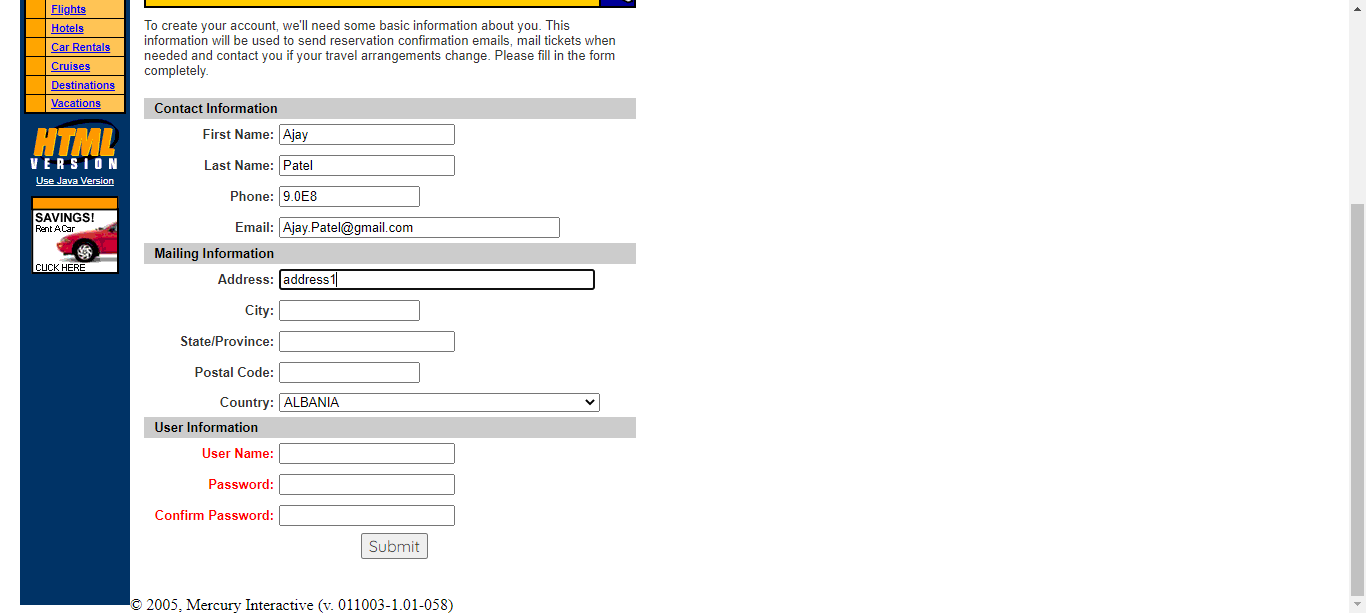 Flights
Hotels
Car Rentals
Cruises
Destinations
Vacations
HTML
VERSION
Use Java Version
SAVINGS!
Rent A Car
CLICK HERE
To create your account, we'll need some basic information about you. This
information will be used to send reservation confirmation emails, mail tickets when
needed and contact you if your travel arrangements change. Please fill in the form
completely.
Contact Information
First Name: Ajay
Last Name: Patel
Phone: 9.0E8
Email: Ajay.Patel@gmail.com
Mailing Information
Address: address1
City:
State/Province:
Postal Code:
Country: ALBANIA
User Information
User Name:
Password:
Confirm Password:
Submit
© 2005, Mercury Interactive (v. 011003-1.01-058)